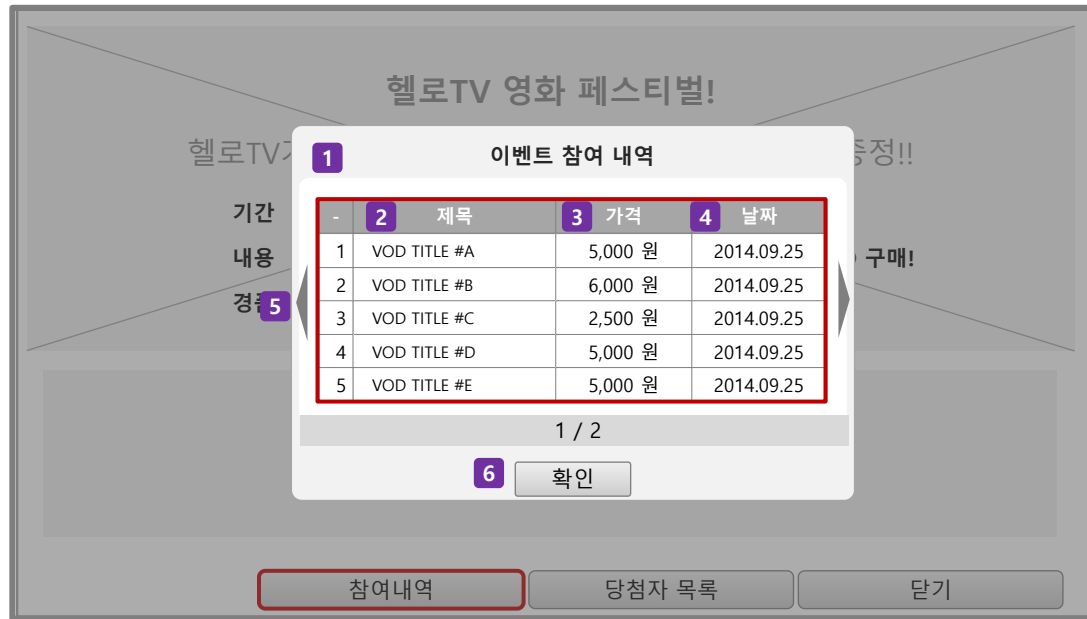 헬로TV 영화 페스티벌!
헬로TV 증정!!
1 이벤트 참여 내역
기간
내용 구매!
5
- 2 제목 3 가격 4 날짜
1 VOD TITLE #A 5,000 원 2014.09.25
2 VOD TITLE #B 6,000 원 2014.09.25
3 VOD TITLE #C 2,500 원 2014.09.25
4 VOD TITLE #D 5,000 원 2014.09.25
5 VOD TITLE #E 5,000 원 2014.09.25
1 / 2
6 확인
참여내역 당첨자 목록 닫기